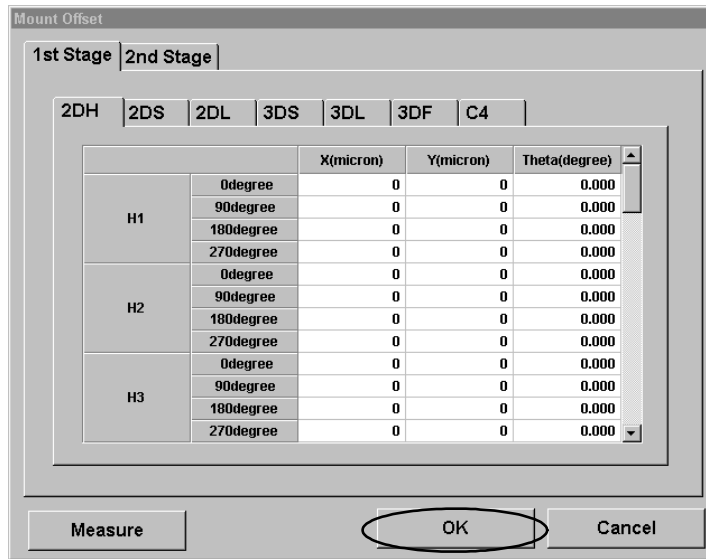 Mount Offset
1st Stage 2nd Stage
2DH 2DS 2DL 3DS 3DL 3DF C4
X(micron) Y(micron) Theta(degree)
H1
0degree 0 0 0.000
90degree 0 0 0.000
180degree 0 0 0.000
270degree 0 0 0.000
H2
0degree 0 0 0.000
90degree 0 0 0.000
180degree 0 0 0.000
270degree 0 0 0.000
H3
0degree 0 0 0.000
90degree 0 0 0.000
180degree 0 0 0.000
270degree 0 0 0.000
Measure OK Cancel